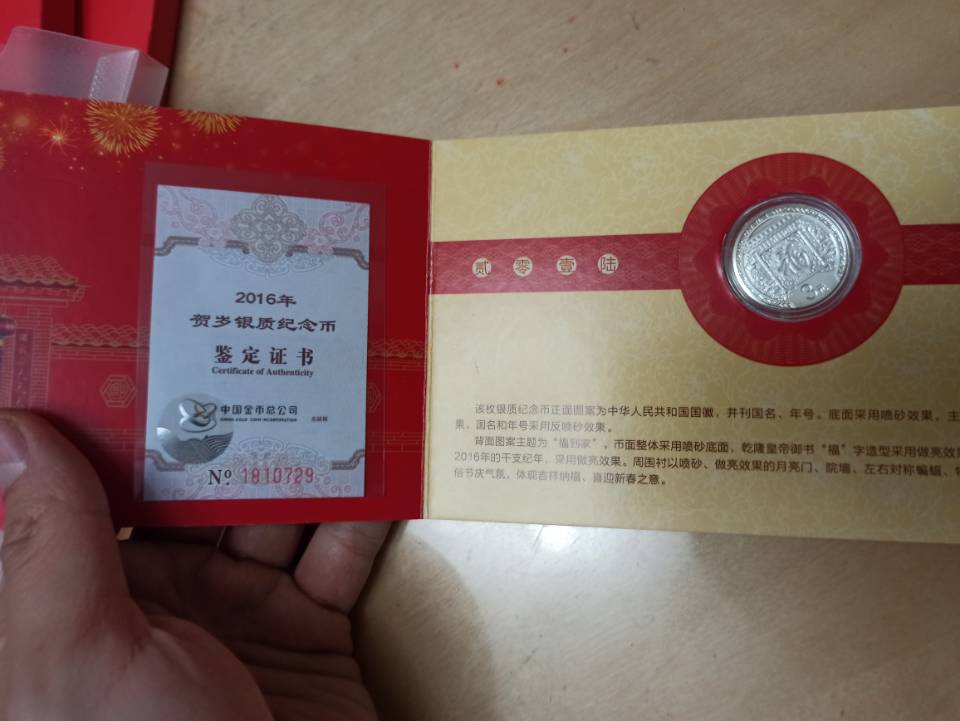 2016年
贺岁银质纪念币
鉴定证书
Certificate of Authenticity
中国金币总公司
CHINA GOLD COIN INCORPORATION
Nº 1810729
贰零壹陆
福
3元
该枚银质纪念币正面图案为中华人民共和国国徽，并刊国名、年号。底面采用喷砂效果，主
果，国名和年号采用反喷砂效果。
背面图案主题为“福到家”。币面整体采用喷砂底面，乾隆皇帝御书“福”字造型采用做亮效果
2016年的干支纪年，采用做亮效果。周围衬以喷砂、做亮效果的月亮门、院墙、左右对称蝙蝠、
俗节庆气氛，体现吉祥纳福、喜迎新春之意。